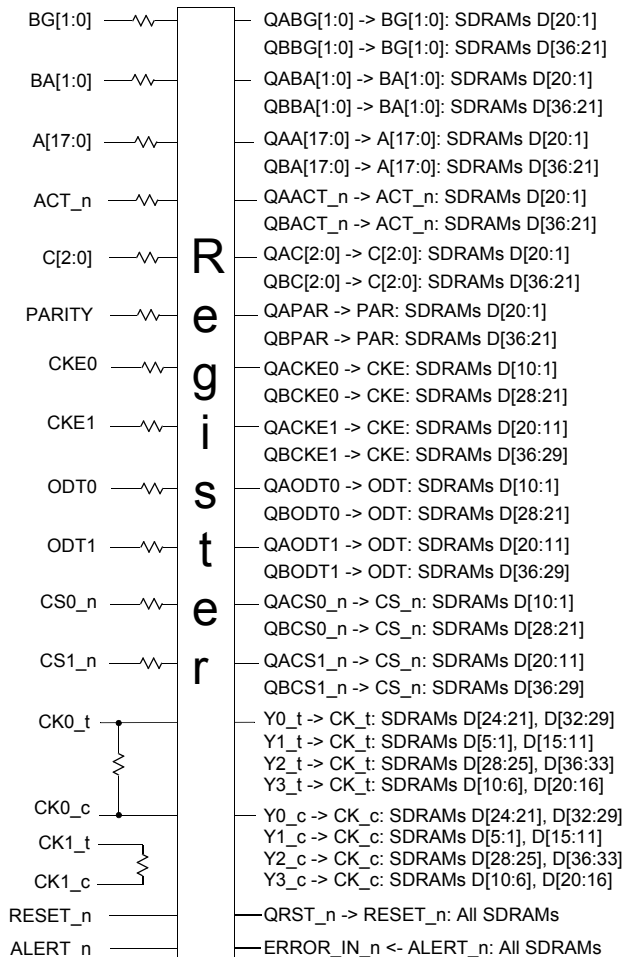 BG[1:0] QABG[1:0] -> BG[1:0]: SDRAMs D[20:1]
QBBG[1:0] -> BG[1:0]: SDRAMs D[36:21]
BA[1:0] QABA[1:0] -> BA[1:0]: SDRAMs D[20:1]
QBBA[1:0] -> BA[1:0]: SDRAMs D[36:21]
A[17:0] QAA[17:0] -> A[17:0]: SDRAMs D[20:1]
QBA[17:0] -> A[17:0]: SDRAMs D[36:21]
ACT_n QAACT_n -> ACT_n: SDRAMs D[20:1]
QBACT_n -> ACT_n: SDRAMs D[36:21]
C[2:0] QAC[2:0] -> C[2:0]: SDRAMs D[20:1]
QBC[2:0] -> C[2:0]: SDRAMs D[36:21]
PARITY QAPAR -> PAR: SDRAMs D[20:1]
QBPAR -> PAR: SDRAMs D[36:21]
CKE0 QACKE0 -> CKE: SDRAMs D[10:1]
QBCKE0 -> CKE: SDRAMs D[28:21]
CKE1 QACKE1 -> CKE: SDRAMs D[20:11]
QBCKE1 -> CKE: SDRAMs D[36:29]
ODT0 QAODT0 -> ODT: SDRAMs D[10:1]
QBODT0 -> ODT: SDRAMs D[28:21]
ODT1 QAODT1 -> ODT: SDRAMs D[20:11]
QBODT1 -> ODT: SDRAMs D[36:29]
CS0_n QACS0_n -> CS_n: SDRAMs D[10:1]
QBCS0_n -> CS_n: SDRAMs D[28:21]
CS1_n QACS1_n -> CS_n: SDRAMs D[20:11]
QBCS1_n -> CS_n: SDRAMs D[36:29]
CK0_t Y0_t -> CK_t: SDRAMs D[24:21], D[32:29]
Y1_t -> CK_t: SDRAMs D[5:1], D[15:11]
Y2_t -> CK_t: SDRAMs D[28:25], D[36:33]
Y3_t -> CK_t: SDRAMs D[10:6], D[20:16]
CK0_c Y0_c -> CK_c: SDRAMs D[24:21], D[32:29]
CK1_t Y1_c -> CK_c: SDRAMs D[5:1], D[15:11]
Y2_c -> CK_c: SDRAMs D[28:25], D[36:33]
CK1_c Y3_c -> CK_c: SDRAMs D[10:6], D[20:16]
RESET_n QRST_n -> RESET_n: All SDRAMs
ALERT_n ERROR_IN_n <- ALERT_n: All SDRAMs
Register